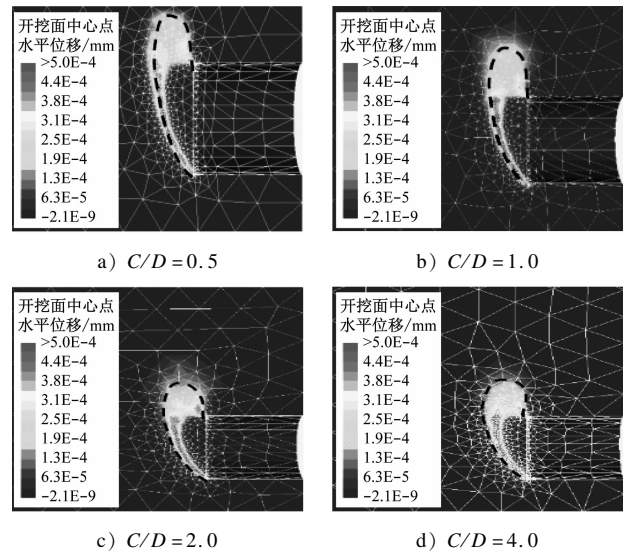 开挖面中心点
水平位移/mm
>5.0E-4
4.4E-4
3.8E-4
3.1E-4
2.5E-4
1.9E-4
1.3E-4
6.3E-5
-2.1E-9
a) C/D=0.5
开挖面中心点
水平位移/mm
>5.0E-4
4.4E-4
3.8E-4
3.1E-4
2.5E-4
1.9E-4
1.3E-4
6.3E-5
-2.1E-9
b) C/D=1.0
开挖面中心点
水平位移/mm
>5.0E-4
4.4E-4
3.8E-4
3.1E-4
2.5E-4
1.9E-4
1.3E-4
6.3E-5
-2.1E-9
c) C/D=2.0
开挖面中心点
水平位移/mm
>5.0E-4
4.4E-4
3.8E-4
3.1E-4
2.5E-4
1.9E-4
1.3E-4
6.3E-5
-2.1E-9
d) C/D=4.0